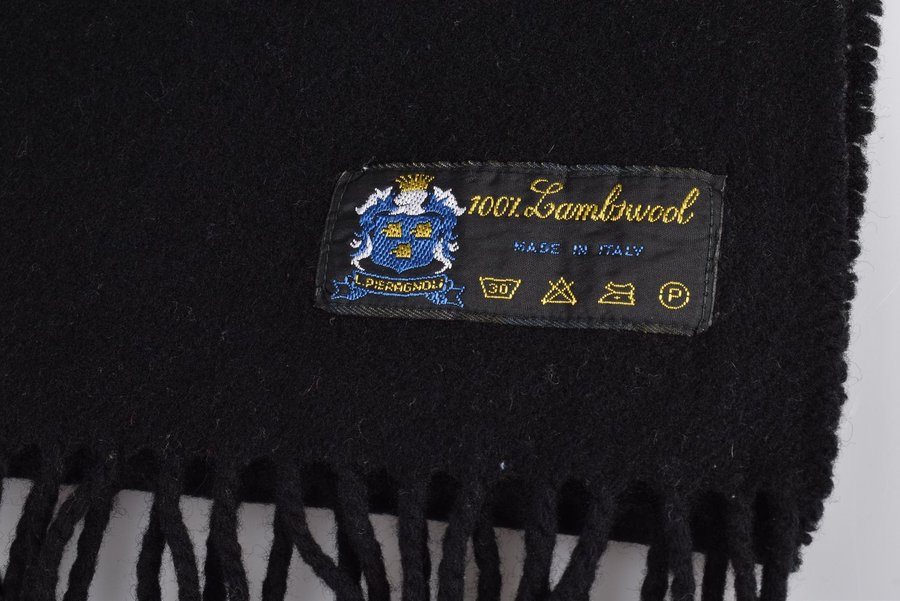 100% Lambswool
MADE IN ITALY
L.PIERAGNOLI
30°
P